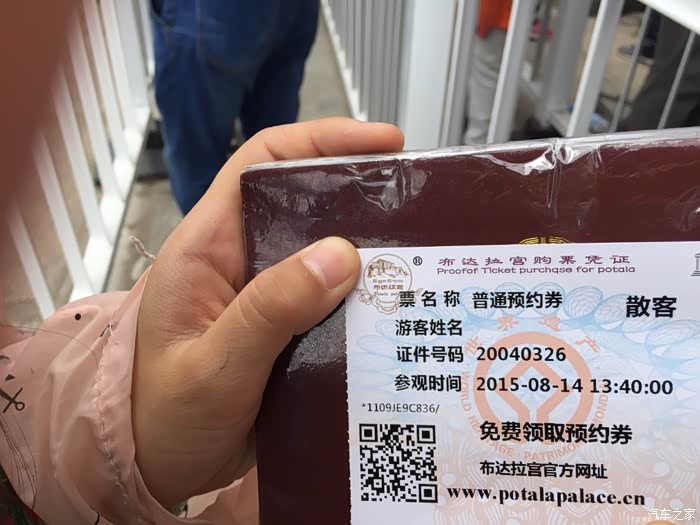 ® 布达拉宫购票凭证
Proofof Ticket purchqse for potala
票 名 称 普通预约券 散客
游客姓名
证件号码 20040326
参观时间 2015-08-14 13:40:00
*1109JE9C836/
免费领取预约券
布达拉宫官方网址
www.potalapalace.cn
汽车之家